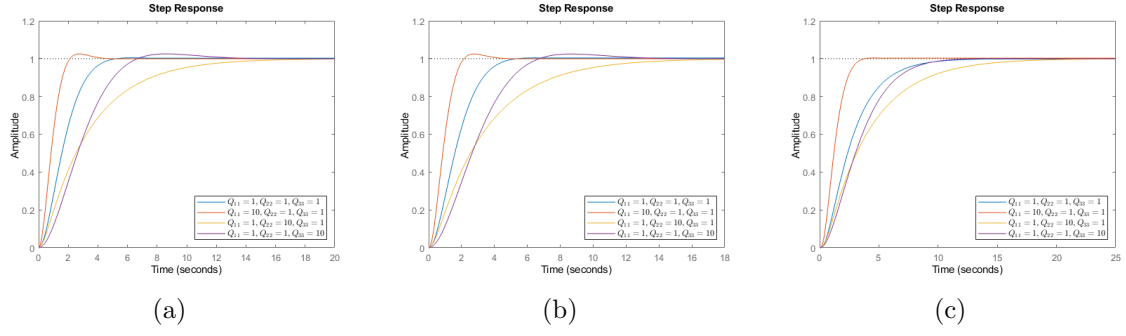 Step Response
Amplitude
1.2
1
0.8
0.6
0.4
0.2
0
0 2 4 6 8 10 12 14 16 18 20
Time (seconds)
Q₁₁ = 1, Q₂₂ = 1, Q₃₃ = 1
Q₁₁ = 10, Q₂₂ = 1, Q₃₃ = 1
Q₁₁ = 1, Q₂₂ = 10, Q₃₃ = 1
Q₁₁ = 1, Q₂₂ = 1, Q₃₃ = 10
(a)
Step Response
Amplitude
1.2
1
0.8
0.6
0.4
0.2
0
0 2 4 6 8 10 12 14 16 18
Time (seconds)
Q₁₁ = 1, Q₂₂ = 1, Q₃₃ = 1
Q₁₁ = 10, Q₂₂ = 1, Q₃₃ = 1
Q₁₁ = 1, Q₂₂ = 10, Q₃₃ = 1
Q₁₁ = 1, Q₂₂ = 1, Q₃₃ = 10
(b)
Step Response
Amplitude
1.2
1
0.8
0.6
0.4
0.2
0
0 5 10 15 20 25
Time (seconds)
Q₁₁ = 1, Q₂₂ = 1, Q₃₃ = 1
Q₁₁ = 10, Q₂₂ = 1, Q₃₃ = 1
Q₁₁ = 1, Q₂₂ = 10, Q₃₃ = 1
Q₁₁ = 1, Q₂₂ = 1, Q₃₃ = 10
(c)